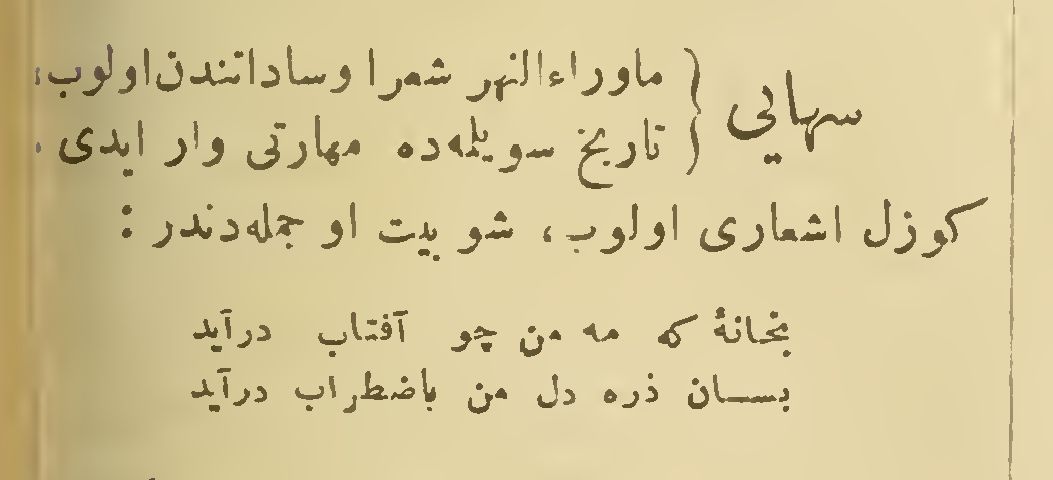 سهایی { ماوراءالنهر شعرا وساداتندن اولوب،
تاریخ سویلمه‌ده مهارتی وار ایدی .
کوزل اشعاری اولوب، شو بیت او جمله‌دندر :
بخانهٔ که مه من چو آفتاب درآید
بســان ذره دل من باضطراب درآید